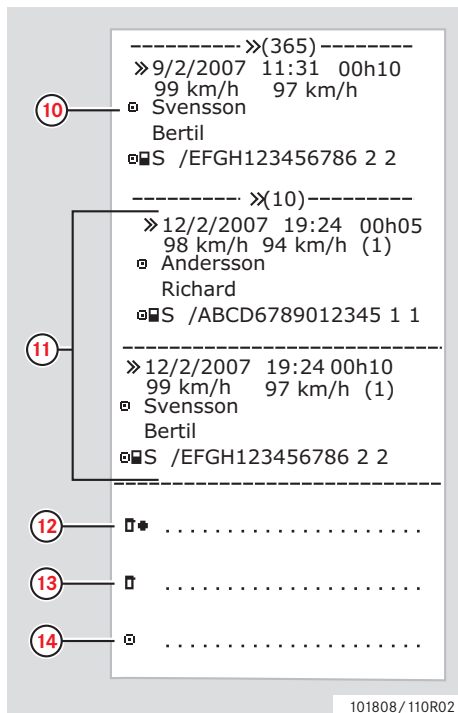 ---------- »(365) ---------
» 9/2/2007 11:31 00h10
99 km/h 97 km/h
10
Svensson
Bertil
S /EFGH123456786 2 2
---------- »(10) ---------
» 12/2/2007 19:24 00h05
98 km/h 94 km/h (1)
Andersson
Richard
S /ABCD6789012345 1 1
11
» 12/2/2007 19:24 00h10
99 km/h 97 km/h (1)
Svensson
Bertil
S /EFGH123456786 2 2
12 ......................
13 ......................
14 ......................
101808/110R02